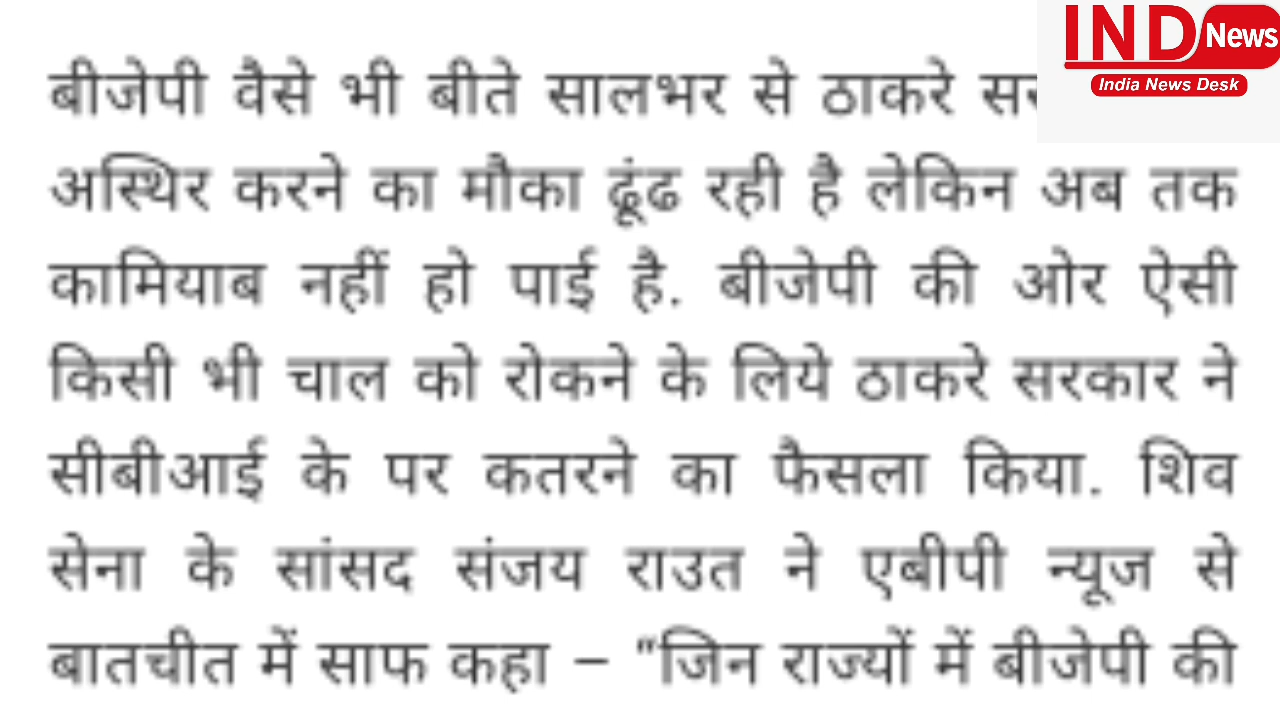 बीजेपी वैसे भी बीते सालभर से ठाकरे
IND News
India News Desk
अस्थिर करने का मौका ढूंढ रही है लेकिन अब तक
कामियाब नहीं हो पाई है. बीजेपी की ओर ऐसी
किसी भी चाल को रोकने के लिये ठाकरे सरकार ने
सीबीआई के पर कतरने का फैसला किया. शिव
सेना के सांसद संजय राउत ने एबीपी न्यूज से
बातचीत में साफ कहा – "जिन राज्यों में बीजेपी की